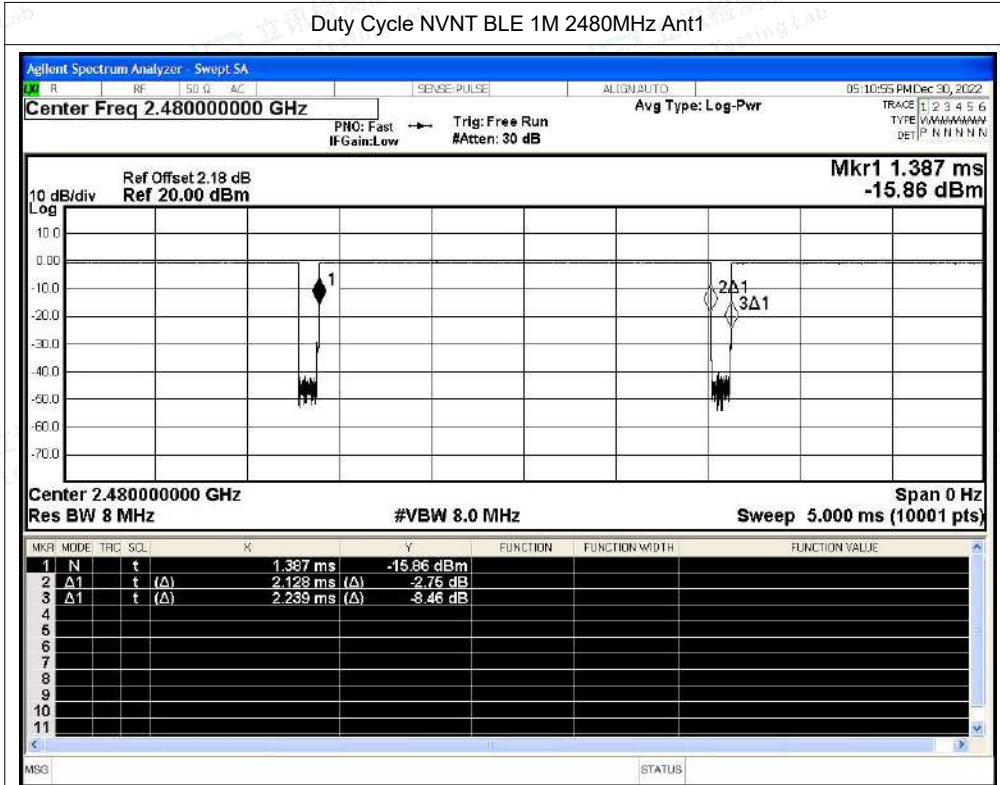 Duty Cycle NVNT BLE 1M 2480MHz Ant1
Agilent Spectrum Analyzer - Swept SA
LXI R RF 50 Ω AC SENSE:PULSE ALIGN AUTO 05:10:55 PM Dec 30, 2022
Center Freq 2.480000000 GHz Avg Type: Log-Pwr TRACE 1 2 3 4 5 6
PNO: Fast Trig: Free Run TYPE
IFGain:Low #Atten: 30 dB DET P N N N N N
Mkr1 1.387 ms
Ref Offset 2.18 dB
10 dB/div Ref 20.00 dBm -15.86 dBm
Log
10.0
0.00
1
-10.0
2Δ1
3Δ1
-20.0
-30.0
-40.0
-50.0
-60.0
-70.0
Center 2.480000000 GHz Span 0 Hz
Res BW 8 MHz #VBW 8.0 MHz Sweep 5.000 ms (10001 pts)
MKR MODE TRC SCL X Y FUNCTION FUNCTION WIDTH FUNCTION VALUE
1 N t 1.387 ms -15.86 dBm
2 Δ1 t (Δ) 2.128 ms (Δ) -2.75 dB
3 Δ1 t (Δ) 2.239 ms (Δ) -8.46 dB
4
5
6
7
8
9
10
11
MSG STATUS